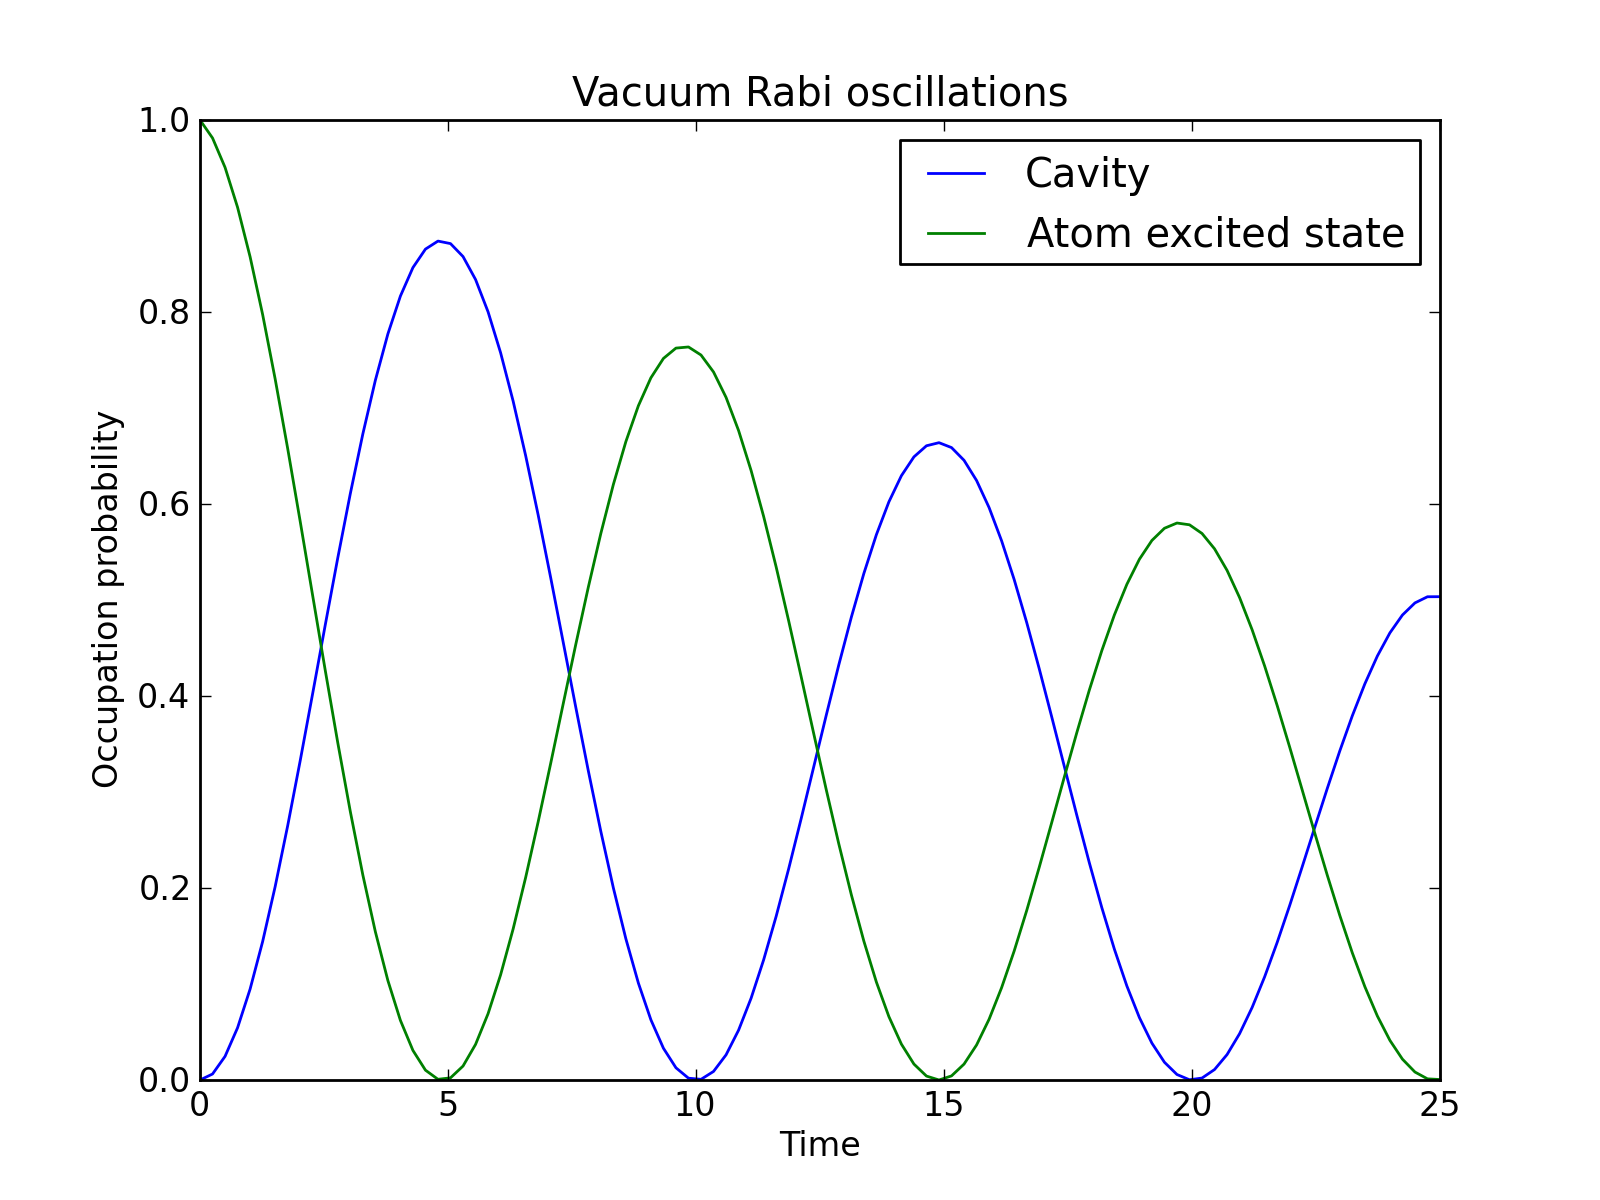 Vacuum Rabi oscillations
1.0
0.8
0.6
0.4
0.2
0.0
Occupation probability
Cavity
Atom excited state
0 5 10 15 20 25
Time